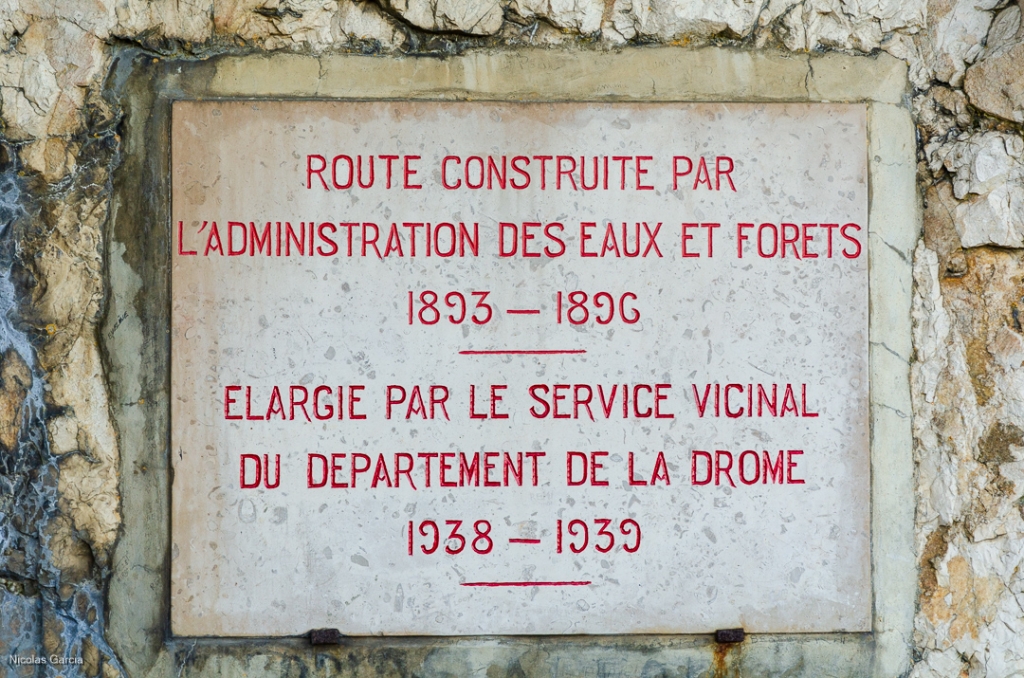 ROUTE CONSTRUITE PAR
L'ADMINISTRATION DES EAUX ET FORETS
1893 — 1896
ELARGIE PAR LE SERVICE VICINAL
DU DEPARTEMENT DE LA DROME
1938 — 1939
Nicolas Garcia